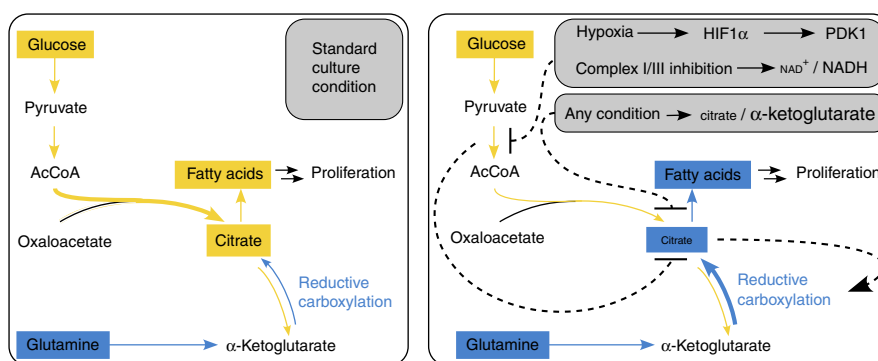 Glucose
Standard
culture
condition
Pyruvate
AcCoA
Fatty acids
Proliferation
Oxaloacetate
Citrate
Reductive
carboxylation
Glutamine
α-Ketoglutarate
Glucose
Hypoxia HIF1α PDK1
Complex I/III inhibition NAD+ / NADH
Pyruvate
Any condition citrate / α-ketoglutarate
AcCoA
Fatty acids
Proliferation
Oxaloacetate
Citrate
Reductive
carboxylation
Glutamine
α-Ketoglutarate